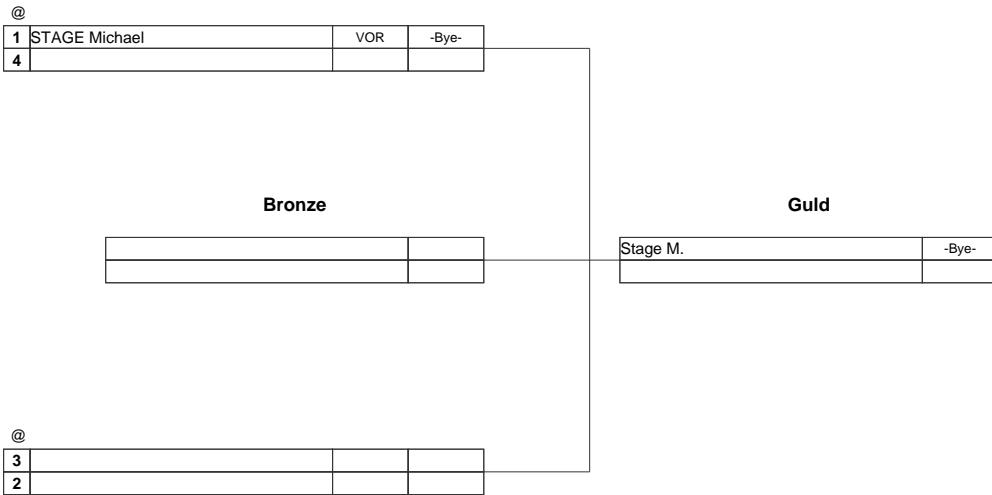 @
1 STAGE Michael VOR -Bye-
4
Bronze Guld
Stage M. -Bye-
@
3
2